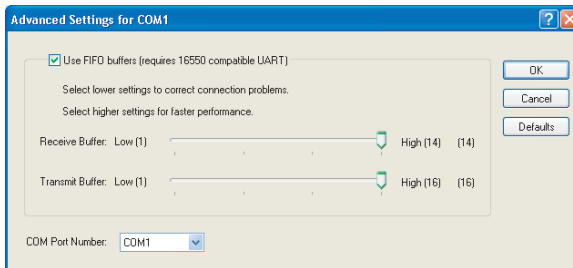 Advanced Settings for COM1
Use FIFO buffers (requires 16550 compatible UART)
Select lower settings to correct connection problems.
Select higher settings for faster performance.
Receive Buffer: Low (1) High (14) (14)
Transmit Buffer: Low (1) High (16) (16)
COM Port Number: COM1
OK
Cancel
Defaults